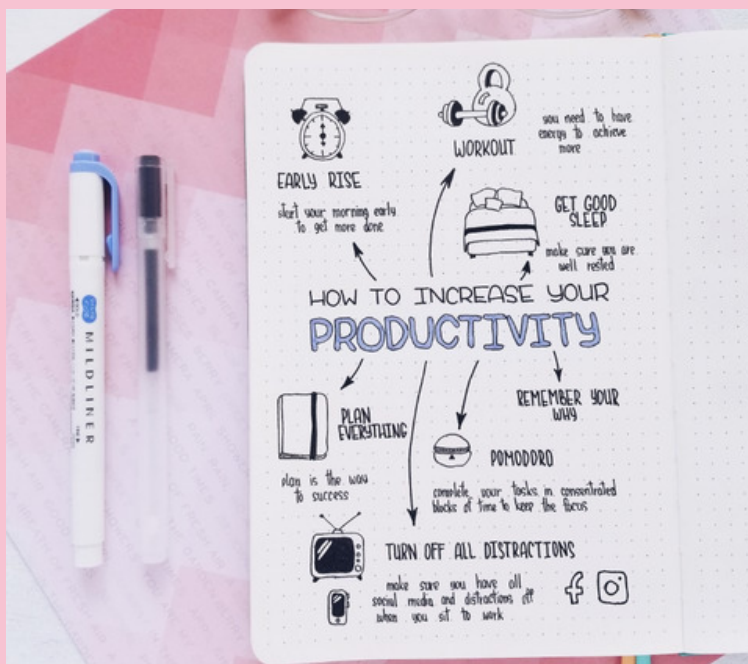 EARLY RISE
start your morning early
to get more done
WORKOUT
you need to have
energy to achieve
more
GET GOOD
SLEEP
make sure you are
well rested
HOW TO INCREASE YOUR
PRODUCTIVITY
PLAN
EVERYTHING
plan is the way
to success
REMEMBER YOUR
WHY
POMODORO
complete your tasks in consentrated
blocks of time to keep the focus
TURN OFF ALL DISTRACTIONS
make sure you have all
social media and distractions off
when you sit to work
MILDLINER